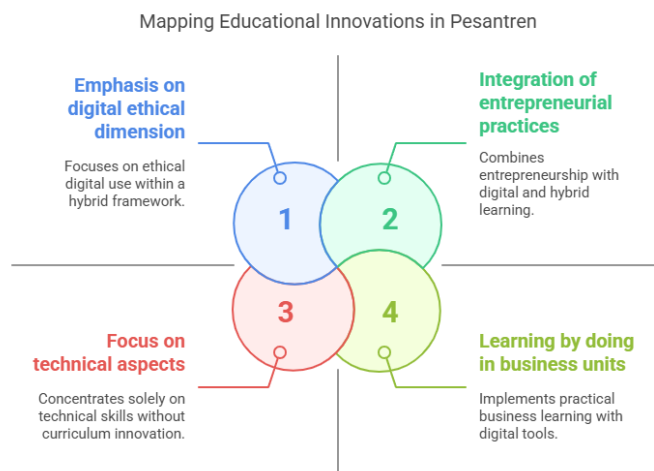 Mapping Educational Innovations in Pesantren
Emphasis on
digital ethical
dimension
Focuses on ethical
digital use within a
hybrid framework.
Integration of
entrepreneurial
practices
Combines
entrepreneurship with
digital and hybrid
learning.
1
2
3
4
Focus on
technical aspects
Concentrates solely on
technical skills without
curriculum innovation.
Learning by doing
in business units
Implements practical
business learning with
digital tools.